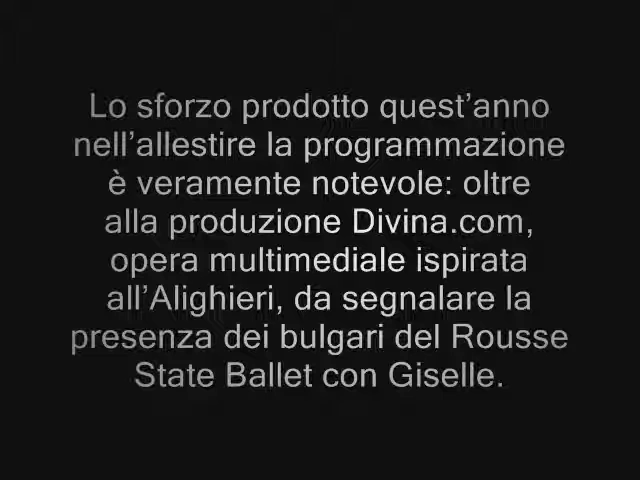 Lo sforzo prodotto quest’anno
nell’allestire la programmazione
è veramente notevole: oltre
alla produzione Divina.com,
opera multimediale ispirata
all’Alighieri, da segnalare la
presenza dei bulgari del Rousse
State Ballet con Giselle.